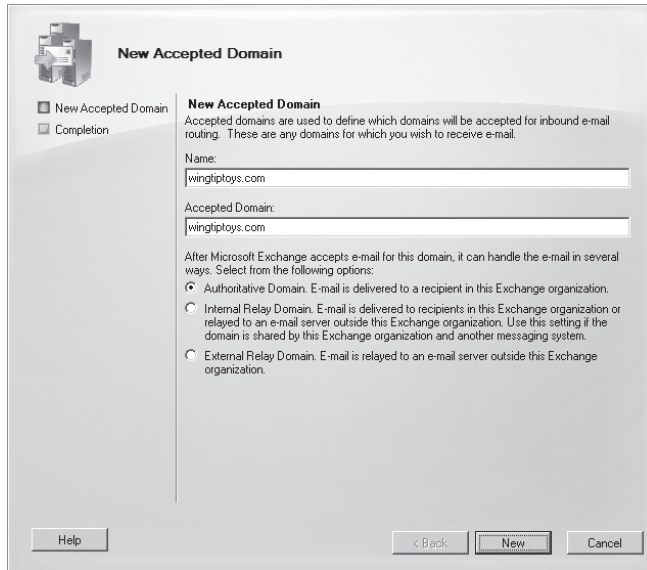 New Accepted Domain
New Accepted Domain
Completion
New Accepted Domain
Accepted domains are used to define which domains will be accepted for inbound e-mail
routing.  These are any domains for which you wish to receive e-mail.
Name:
wingtiptoys.com
Accepted Domain:
wingtiptoys.com
After Microsoft Exchange accepts e-mail for this domain, it can handle the e-mail in several
ways. Select from the following options:
Authoritative Domain. E-mail is delivered to a recipient in this Exchange organization.
Internal Relay Domain. E-mail is delivered to recipients in this Exchange organization or
relayed to an e-mail server outside this Exchange organization. Use this setting if the
domain is shared by this Exchange organization and another messaging system.
External Relay Domain. E-mail is relayed to an e-mail server outside this Exchange
organization.
Help
< Back
New
Cancel